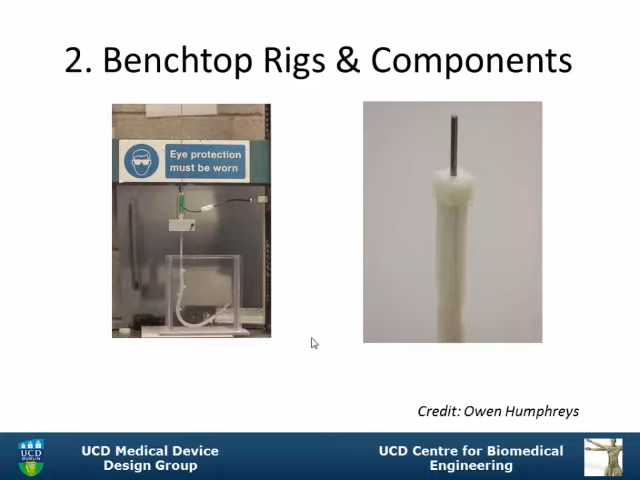 2. Benchtop Rigs & Components
Eye protection
must be worn
Credit: Owen Humphreys
UCD
DUBLIN
UCD Medical Device
Design Group
UCD Centre for Biomedical
Engineering